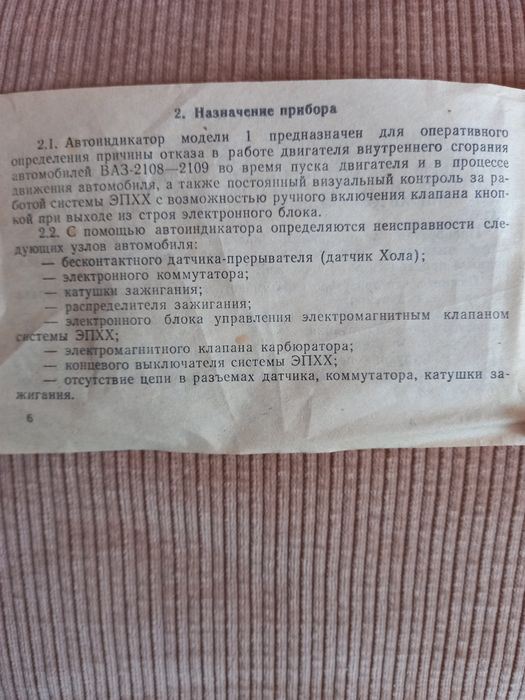 2. Назначение прибора
2.1. Автоиндикатор модели 1 предназначен для оперативного
определения причины отказа в работе двигателя внутреннего сгорания
автомобилей ВАЗ-2108—2109 во время пуска двигателя и в процессе
движения автомобиля, а также постоянный визуальный контроль за ра-
ботой системы ЭПХХ с возможностью ручного включения клапана кноп-
кой при выходе из строя электронного блока.
2.2. С помощью автоиндикатора определяются неисправности сле-
дующих узлов автомобиля:
— бесконтактного датчика-прерывателя (датчик Хола);
— электронного коммутатора;
— катушки зажигания;
— распределителя зажигания;
— электронного блока управления электромагнитным клапаном
системы ЭПХХ;
— электромагнитного клапана карбюратора;
— концевого выключателя системы ЭПХХ;
— отсутствие цепи в разъемах датчика, коммутатора, катушки за-
жигания.
6